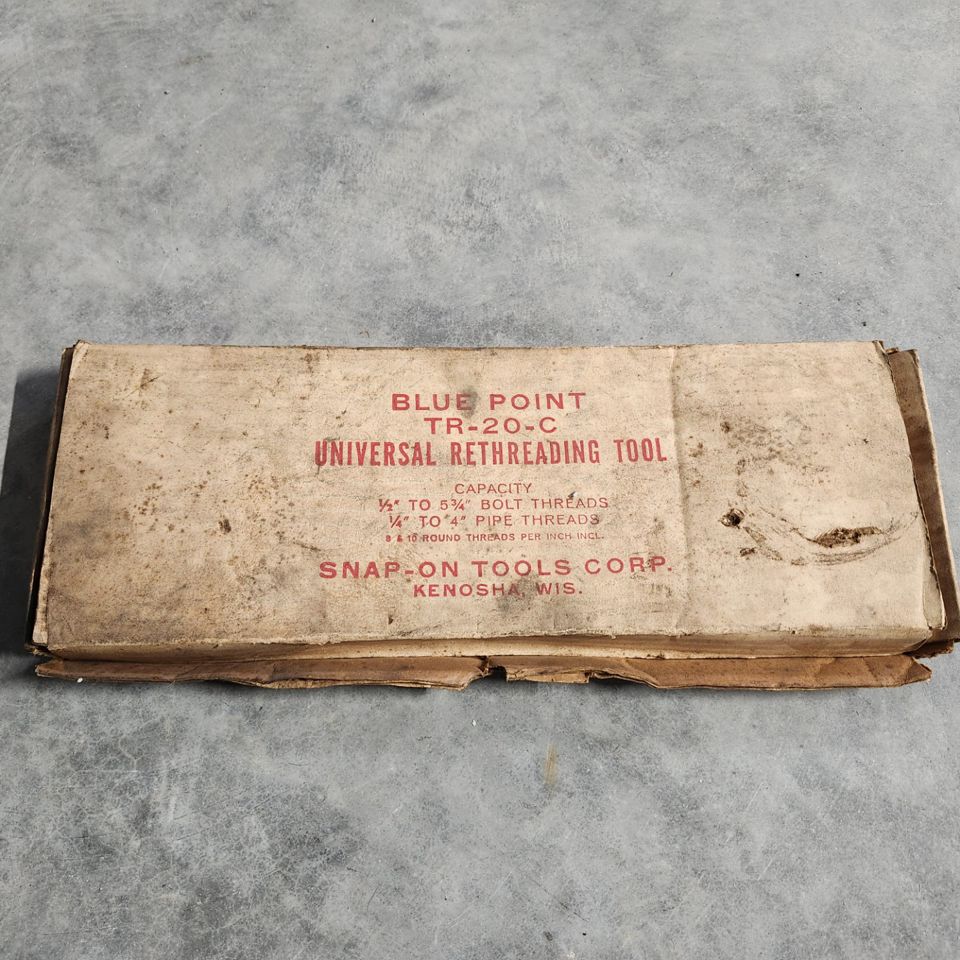 BLUE POINT
TR-20-C
UNIVERSAL RETHREADING TOOL
CAPACITY
½" TO 5¾" BOLT THREADS
¼" TO 4" PIPE THREADS
8 & 10 ROUND THREADS PER INCH INCL.
SNAP-ON TOOLS CORP.
KENOSHA, WIS.